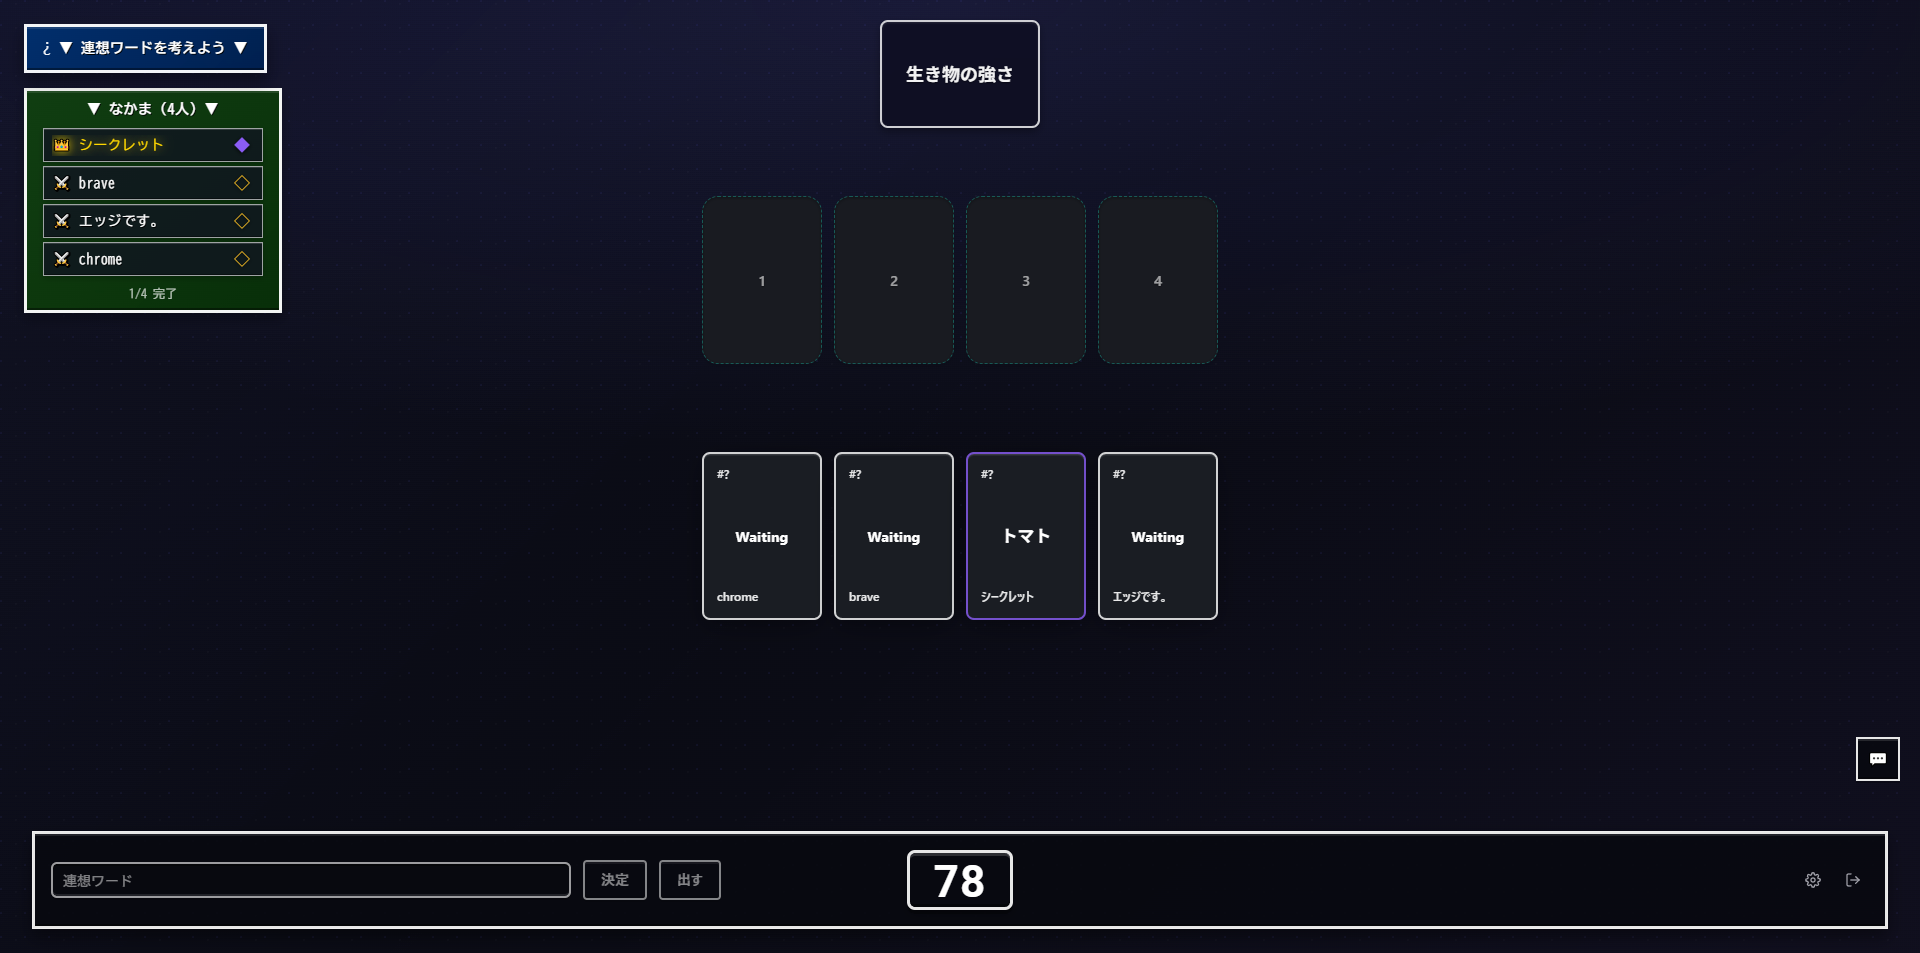 ¿ ▼ 連想ワードを考えよう ▼
生き物の強さ
▼ なかま（4人）▼
シークレット
brave
エッジです。
chrome
1/4 完了
1
2
3
4
#?
Waiting
chrome
#?
Waiting
brave
#?
トマト
シークレット
#?
Waiting
エッジです。
連想ワード
決定
出す
78